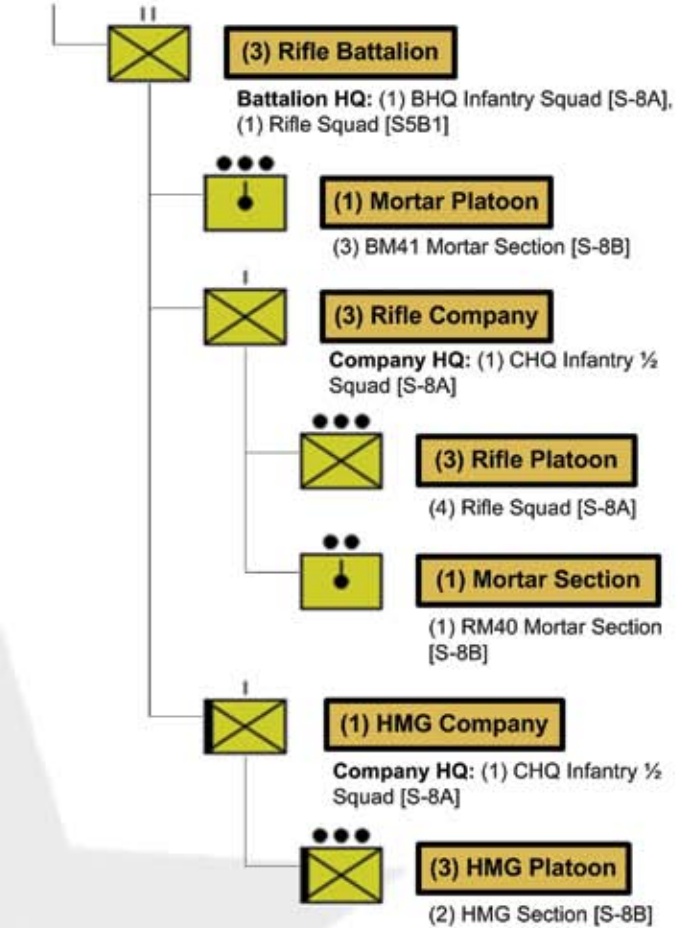 (3) Rifle Battalion
Battalion HQ: (1) BHQ Infantry Squad [S-8A],
(1) Rifle Squad [S5B1]
(1) Mortar Platoon
(3) BM41 Mortar Section [S-8B]
(3) Rifle Company
Company HQ: (1) CHQ Infantry ½
Squad [S-8A]
(3) Rifle Platoon
(4) Rifle Squad [S-8A]
(1) Mortar Section
(1) RM40 Mortar Section
[S-8B]
(1) HMG Company
Company HQ: (1) CHQ Infantry ½
Squad [S-8A]
(3) HMG Platoon
(2) HMG Section [S-8B]